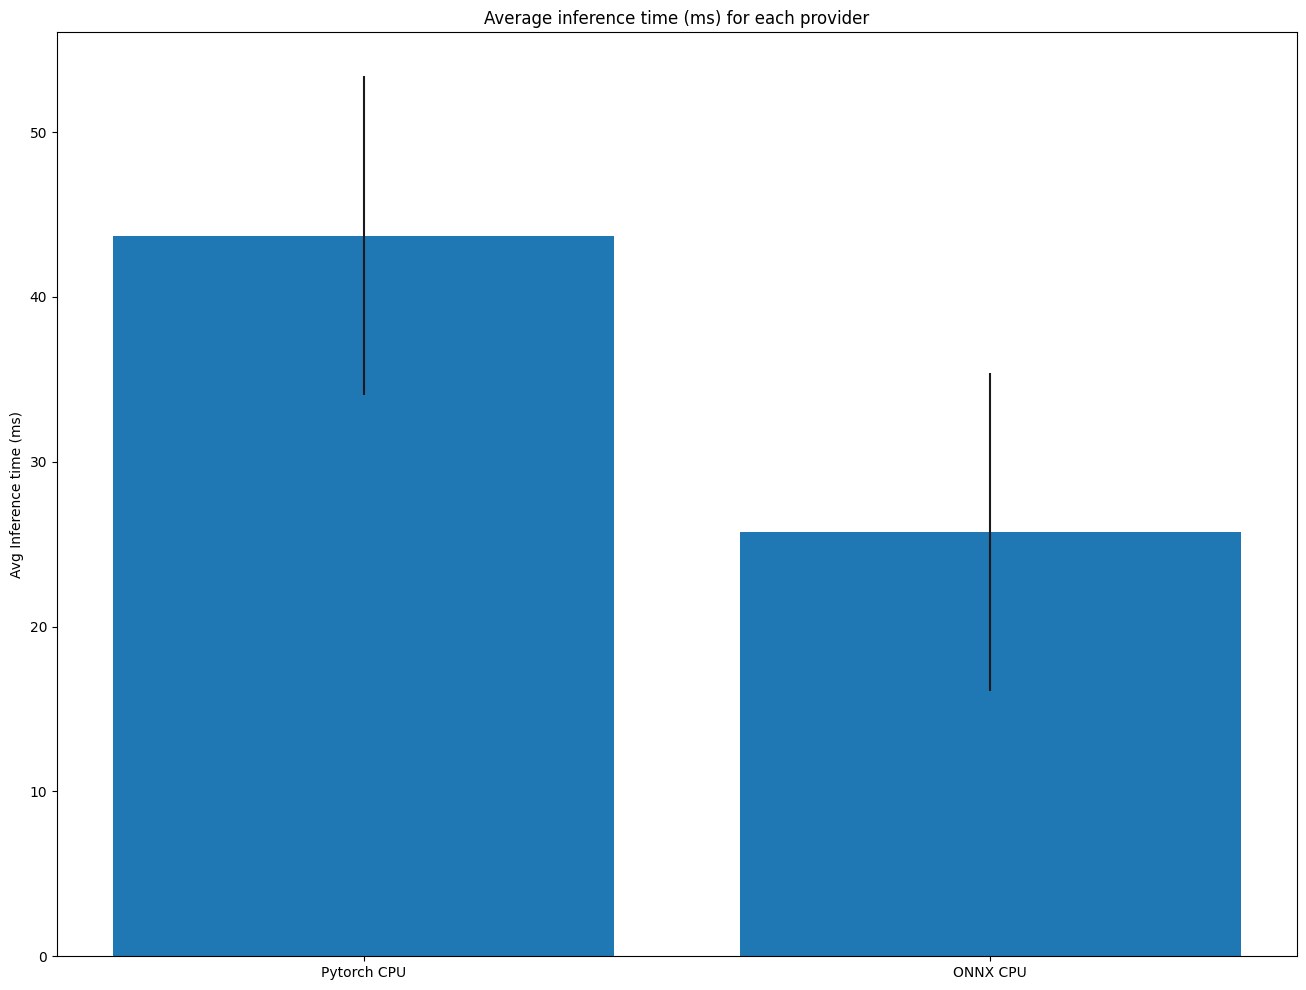 Average inference time (ms) for each provider
Avg Inference time (ms)
50
40
30
20
10
0
Pytorch CPU
ONNX CPU